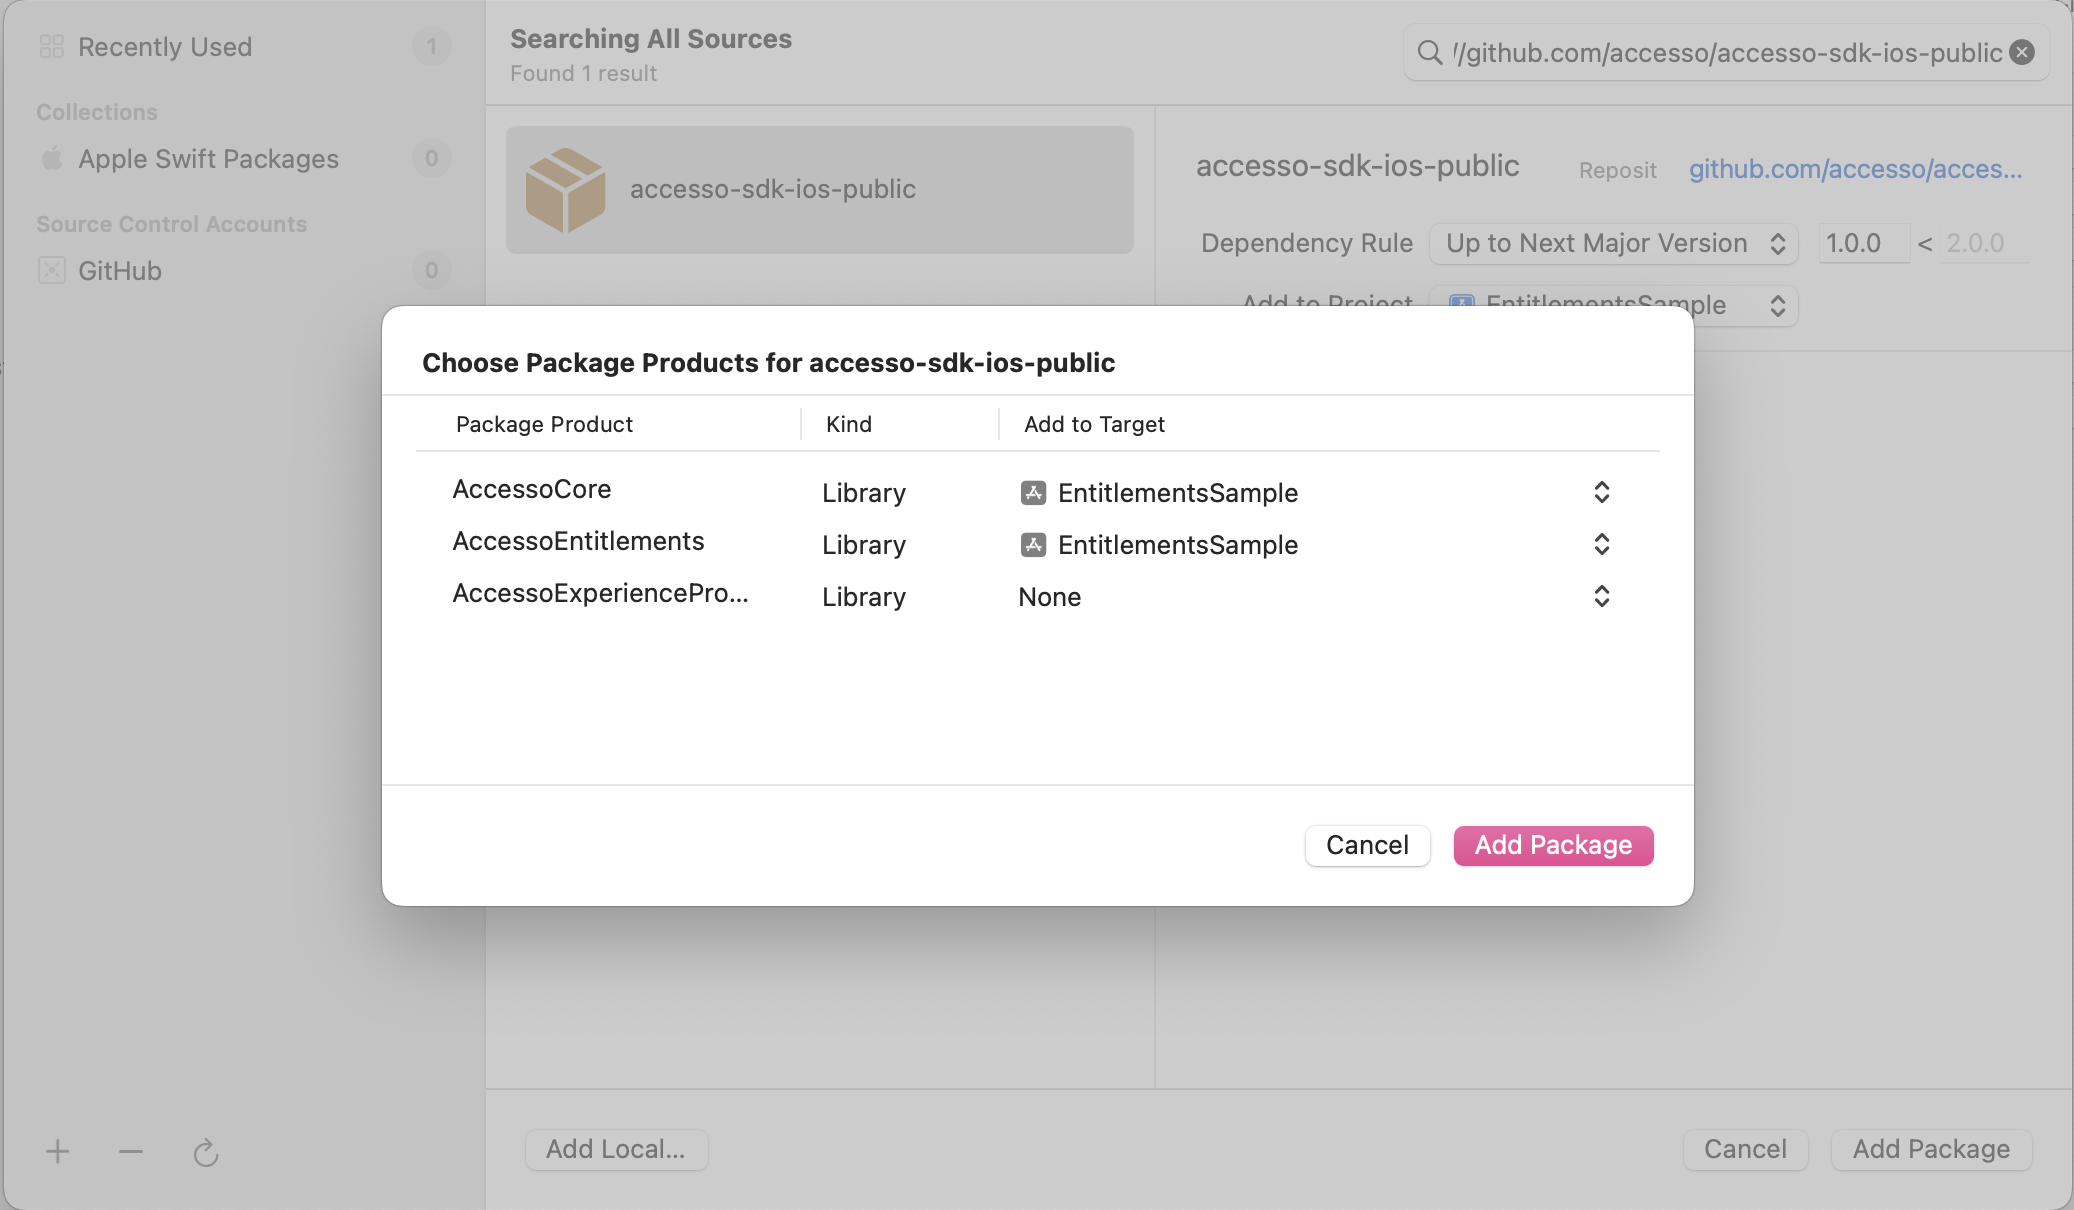 Recently Used 1
Collections
Apple Swift Packages 0
Source Control Accounts
GitHub 0
Searching All Sources
Found 1 result
//github.com/accesso/accesso-sdk-ios-public
accesso-sdk-ios-public
accesso-sdk-ios-public Reposit github.com/accesso/acces...
Dependency Rule Up to Next Major Version 1.0.0 < 2.0.0
Add to Project EntitlementsSample
Choose Package Products for accesso-sdk-ios-public
Package Product Kind Add to Target
AccessoCore Library EntitlementsSample
AccessoEntitlements Library EntitlementsSample
AccessoExperiencePro... Library None
Cancel Add Package
Add Local... Cancel Add Package